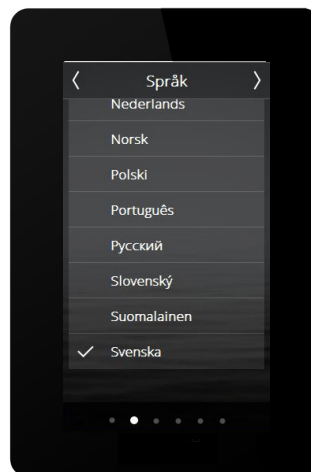 Språk
Nederlands
Norsk
Polski
Português
Русский
Slovenský
Suomalainen
Svenska